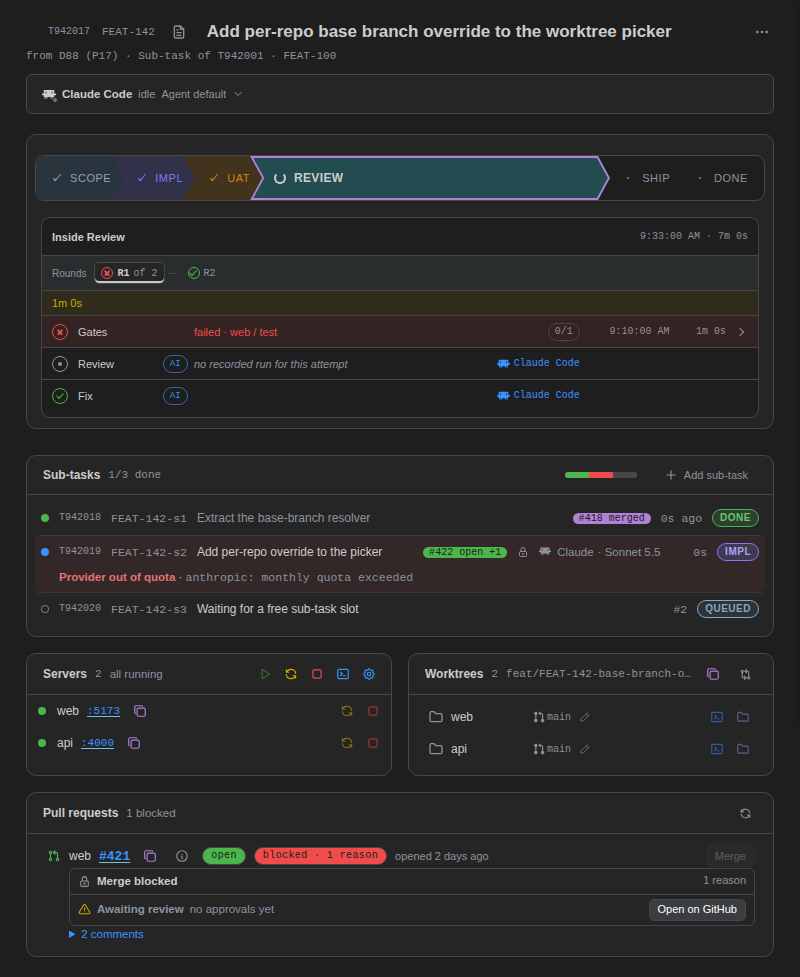 T942017 FEAT-142 Add per-repo base branch override to the worktree picker
from D88 (P17) · Sub-task of T942001 · FEAT-100
Claude Code idle Agent default
SCOPE IMPL UAT REVIEW SHIP DONE
Inside Review 9:33:00 AM · 7m 0s
Rounds R1 of 2 — R2
1m 0s
Gates failed · web / test 0/1 9:10:00 AM 1m 0s
Review AI no recorded run for this attempt Claude Code
Fix AI Claude Code
Sub-tasks 1/3 done Add sub-task
T942018 FEAT-142-s1 Extract the base-branch resolver #418 merged 0s ago DONE
T942019 FEAT-142-s2 Add per-repo override to the picker #422 open +1 Claude · Sonnet 5.5 0s IMPL
Provider out of quota · anthropic: monthly quota exceeded
T942020 FEAT-142-s3 Waiting for a free sub-task slot #2 QUEUED
Servers 2 all running
web :5173
api :4000
Worktrees 2 feat/FEAT-142-base-branch-o…
web main
api main
Pull requests 1 blocked
web #421 open blocked · 1 reason opened 2 days ago Merge
Merge blocked 1 reason
Awaiting review no approvals yet Open on GitHub
2 comments